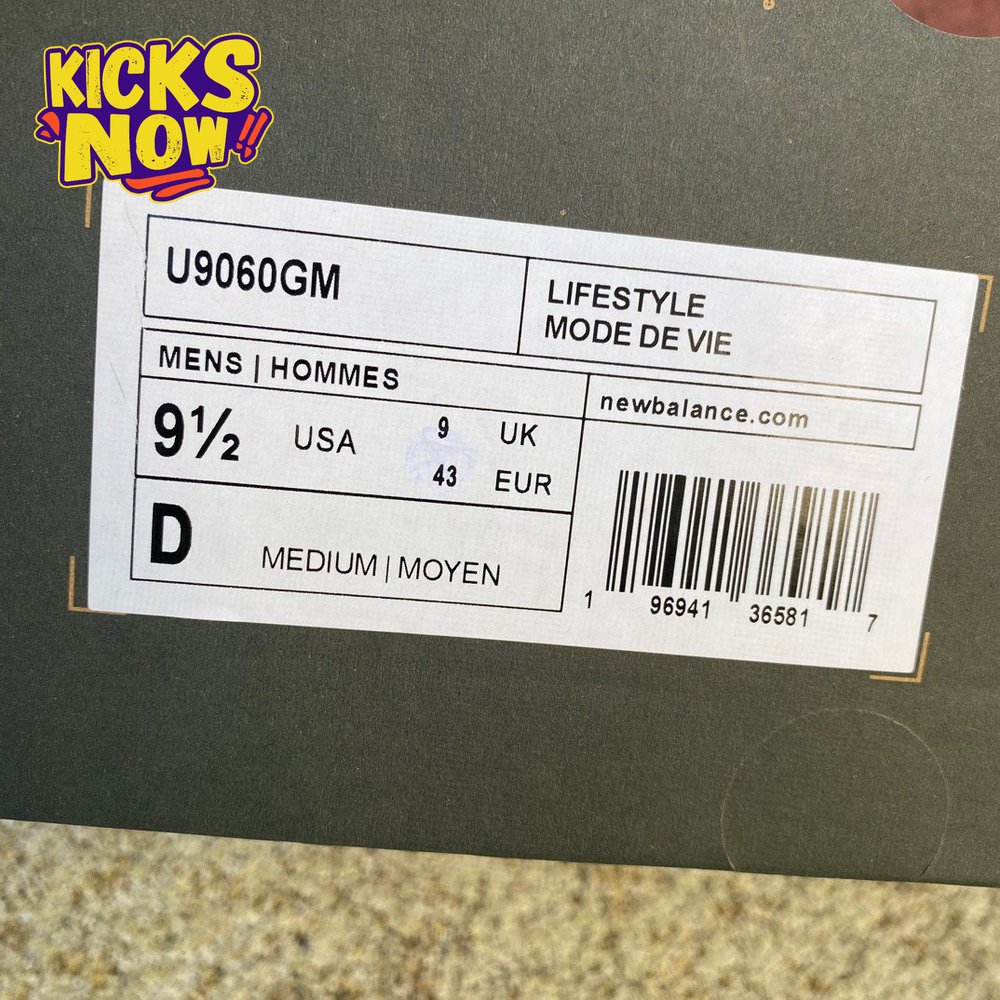 KICKS
NOW!!
U9060GM
LIFESTYLE
MODE DE VIE
MENS | HOMMES
newbalance.com
9½ USA 9 UK
43 EUR
D MEDIUM | MOYEN
1 96941 36581 7